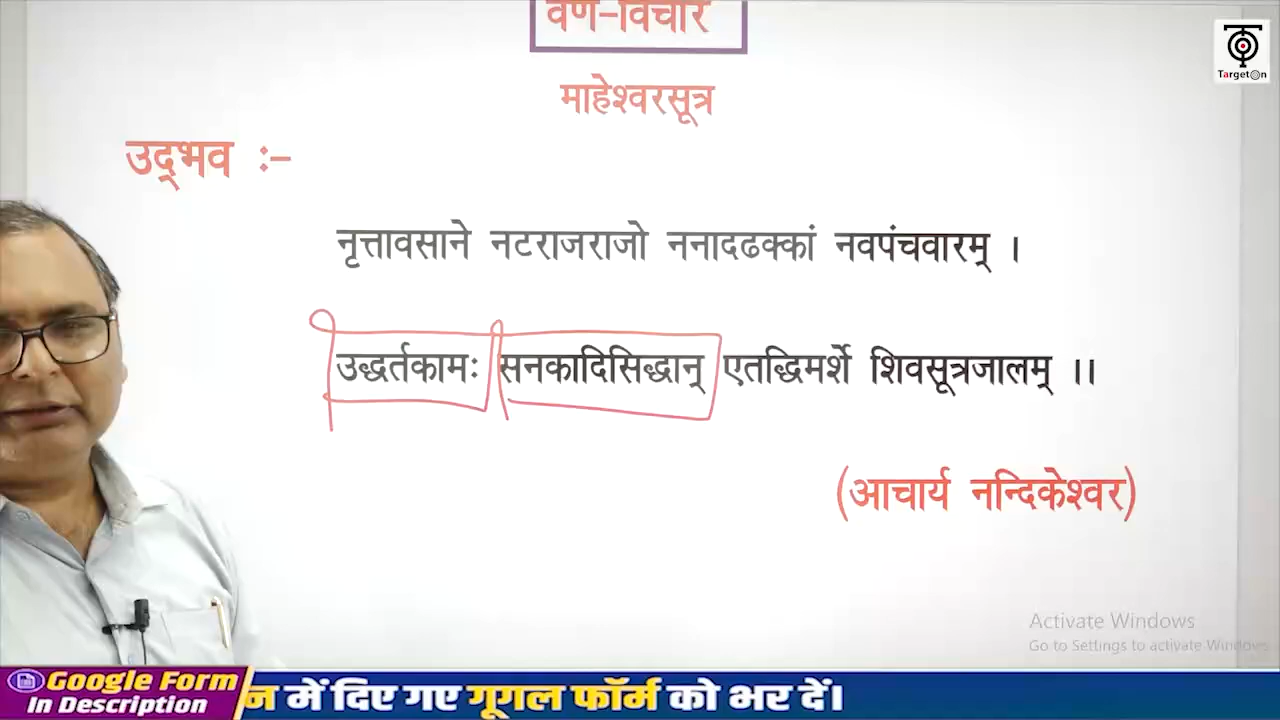 वर्ण-विचार
माहेश्वरसूत्र
उद्‌भव :-
नृत्तावसाने नटराजराजो ननादढक्कां नवपंचवारम् ।
उद्धर्तकामः सनकादिसिद्धान् एतद्धिमर्शे शिवसूत्रजालम् ।।
(आचार्य नन्दिकेश्वर)
TargetOn
Activate Windows
Go to Settings to activate Windows
Google Form
In Description
न में दिए गए गूगल फॉर्म को भर दें।